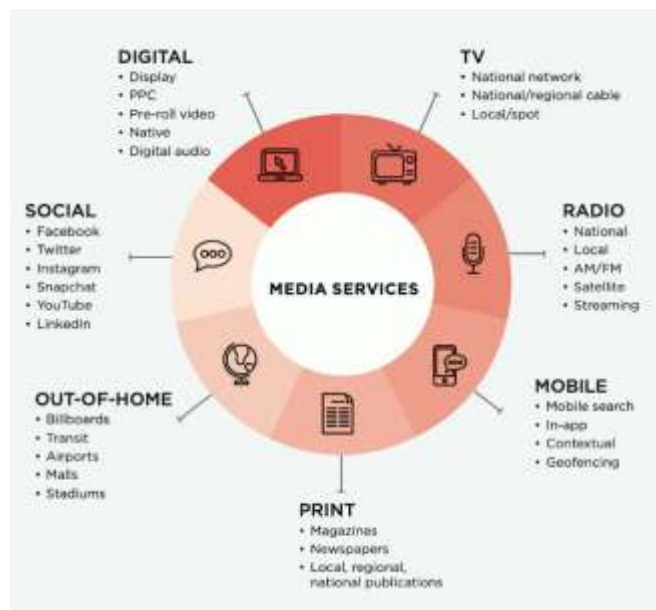 DIGITAL
• Display
• PPC
• Pre-roll video
• Native
• Digital audio
TV
• National network
• National/regional cable
• Local/spot
SOCIAL
• Facebook
• Twitter
• Instagram
• Snapchat
• YouTube
• LinkedIn
MEDIA SERVICES
RADIO
• National
• Local
• AM/FM
• Satellite
• Streaming
OUT-OF-HOME
• Billboards
• Transit
• Airports
• Malls
• Stadiums
MOBILE
• Mobile search
• In-app
• Contextual
• Geofencing
PRINT
• Magazines
• Newspapers
• Local, regional,
national publications